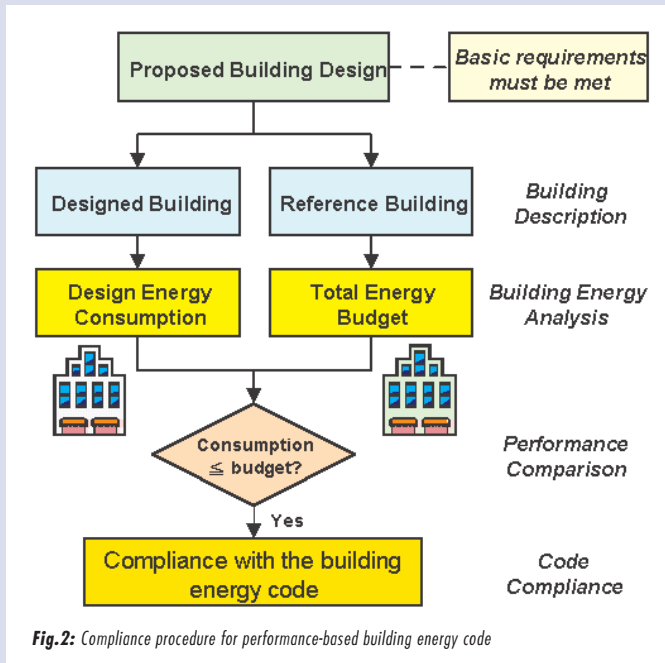 Proposed Building Design
Basic requirements
must be met
Designed Building
Reference Building
Building
Description
Design Energy
Consumption
Total Energy
Budget
Building Energy
Analysis
Consumption
≦ budget?
Performance
Comparison
Yes
Compliance with the building
energy code
Code
Compliance
Fig.2: Compliance procedure for performance-based building energy code